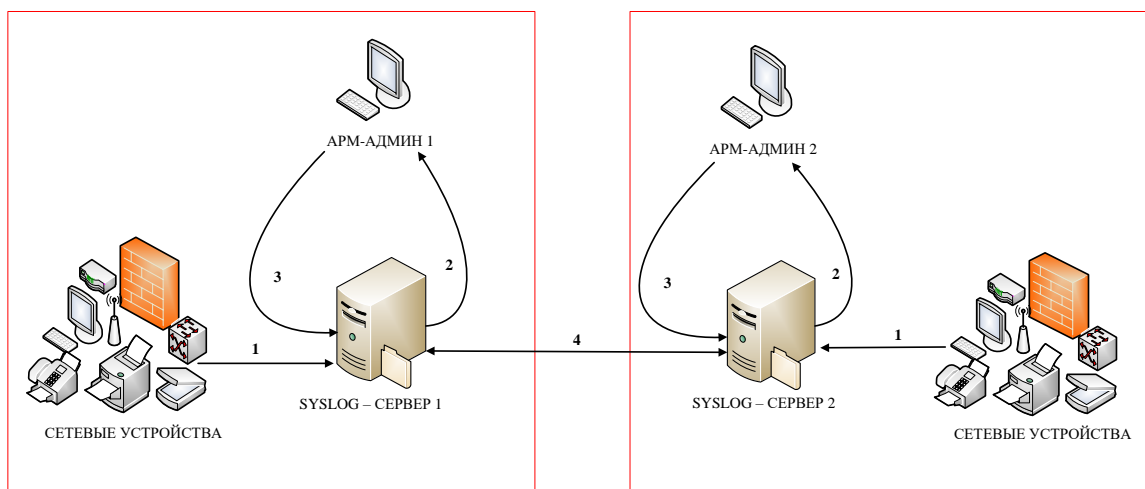 АРМ-АДМИН 1
АРМ-АДМИН 2
3
2
3
2
1
4
1
SYSLOG – СЕРВЕР 1
SYSLOG – СЕРВЕР 2
СЕТЕВЫЕ УСТРОЙСТВА
СЕТЕВЫЕ УСТРОЙСТВА